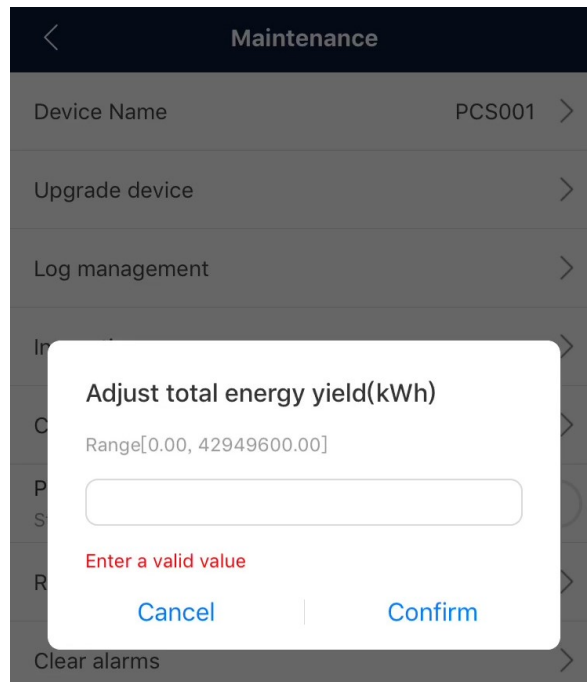 Maintenance
Device Name PCS001
Upgrade device
Log management
Adjust total energy yield(kWh)
Range[0.00, 42949600.00]
Enter a valid value
Cancel Confirm
Clear alarms